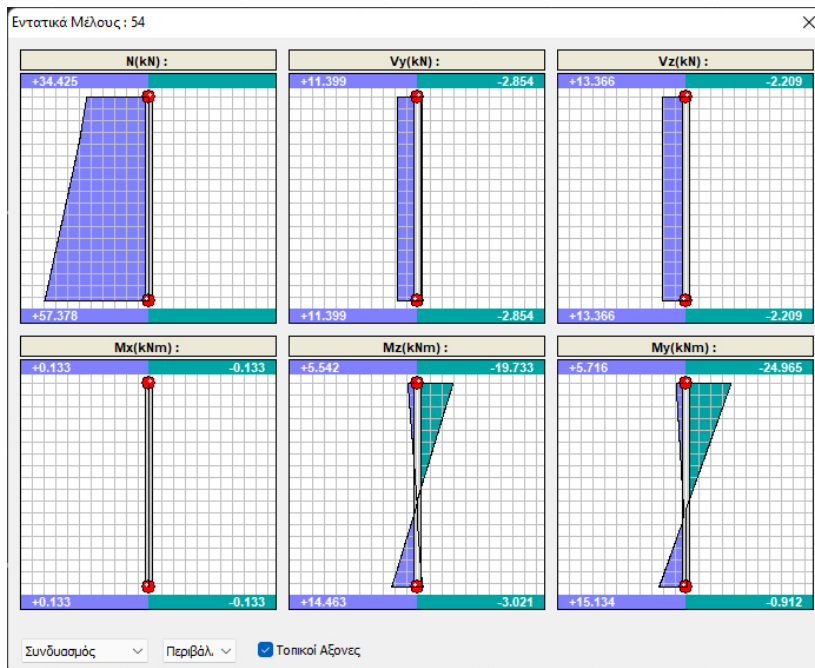 Εντατικά Μέλους : 54
N(kN) : Vy(kN) : Vz(kN) :
+34.425 +11.399 -2.854 +13.366 -2.209
+57.378 +11.399 -2.854 +13.366 -2.209
Mx(kNm) : Mz(kNm) : My(kNm) :
+0.133 -0.133 +5.542 -19.733 +5.716 -24.965
+0.133 -0.133 +14.463 -3.021 +15.134 -0.912
Συνδυασμός Περιβάλ. Τοπικοί Αξονες